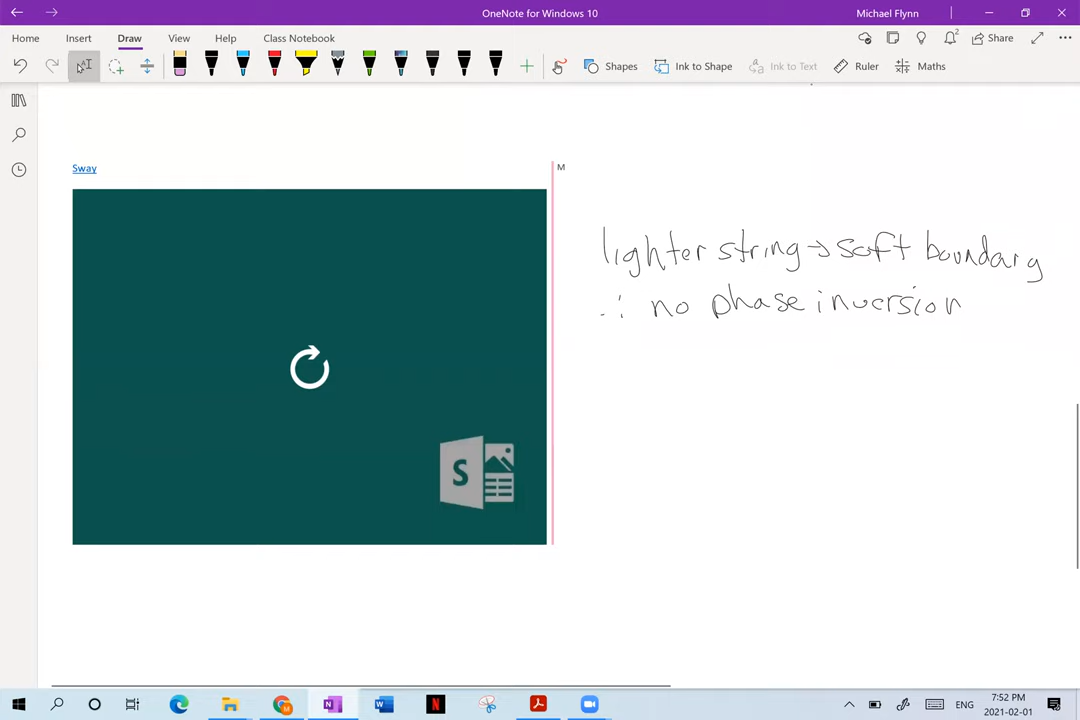 OneNote for Windows 10
Michael Flynn
Home Insert Draw View Help Class Notebook
Share
Shapes Ink to Shape Ink to Text Ruler Maths
Sway
M
lighter string → soft boundary
∴ no phase inversion
S
7:52 PM
ENG
2021-02-01